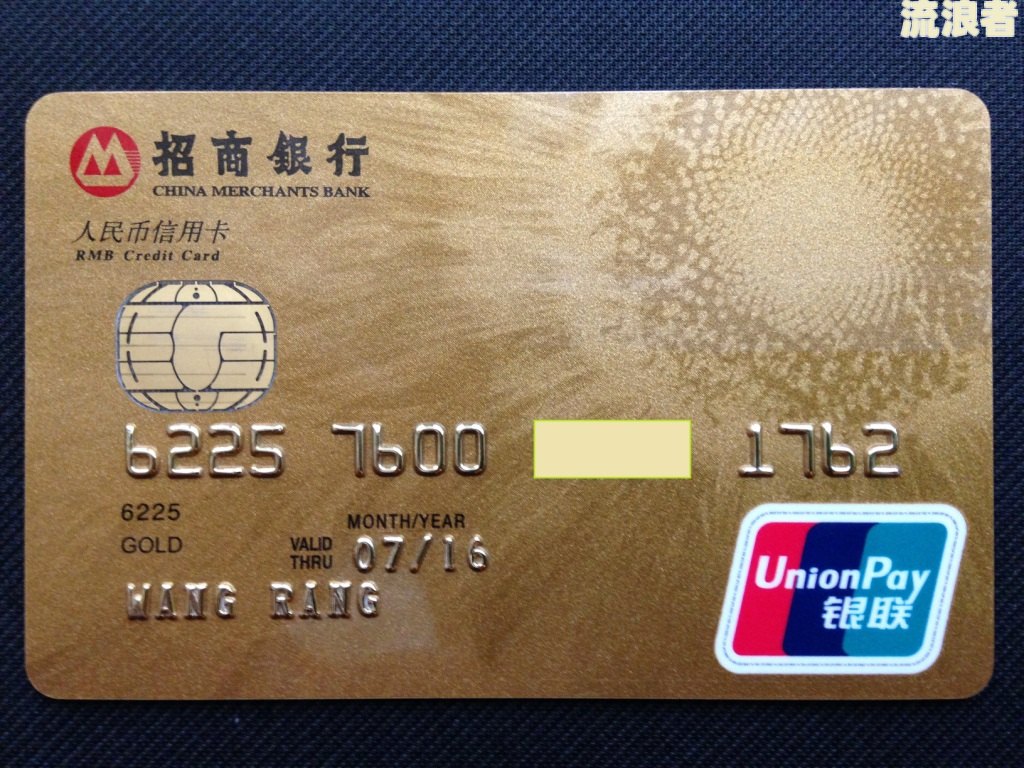 流浪者
招商銀行
CHINA MERCHANTS BANK
人民币信用卡
RMB Credit Card
6225 7600 1762
6225
GOLD
MONTH/YEAR
VALID THRU 07/16
WANG RANG
UnionPay
银联